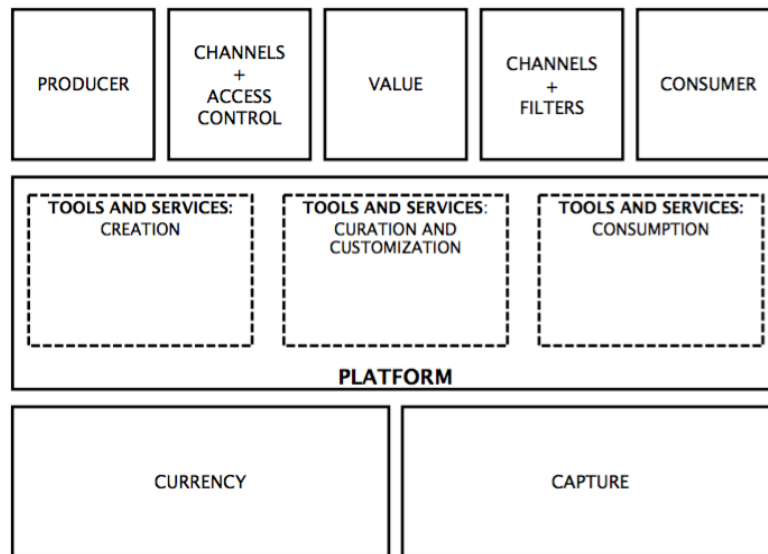 PRODUCER
CHANNELS
+
ACCESS
CONTROL
VALUE
CHANNELS
+
FILTERS
CONSUMER
TOOLS AND SERVICES:
CREATION
TOOLS AND SERVICES:
CURATION AND
CUSTOMIZATION
TOOLS AND SERVICES:
CONSUMPTION
PLATFORM
CURRENCY
CAPTURE